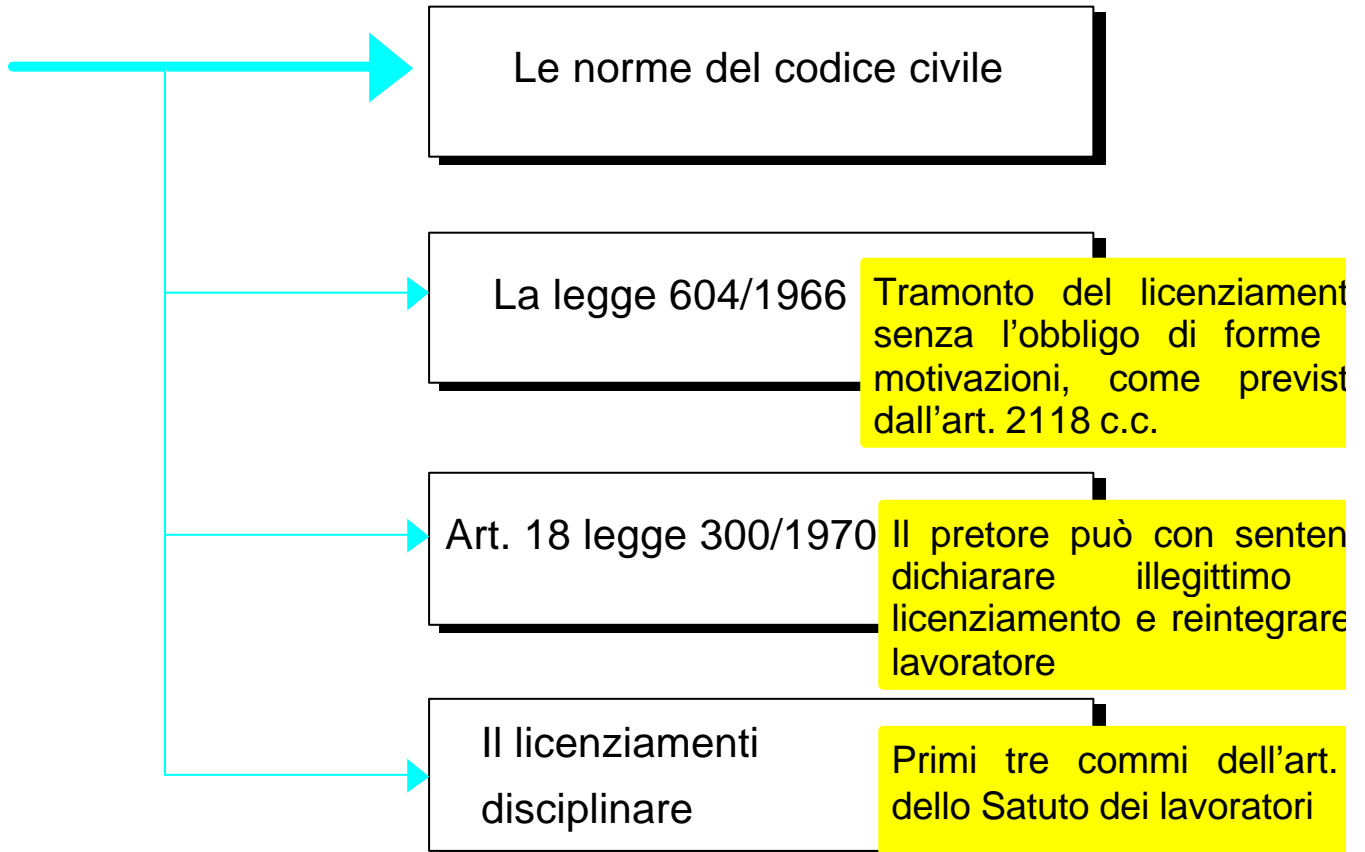 Le norme del codice civile
La legge 604/1966
Tramonto del licenziament
senza l’obbligo di forme
motivazioni, come previst
dall’art. 2118 c.c.
Art. 18 legge 300/1970
Il pretore può con senten
dichiarare illegittimo
licenziamento e reintegrare
lavoratore
Il licenziamenti
disciplinare
Primi tre commi dell’art.
dello Satuto dei lavoratori